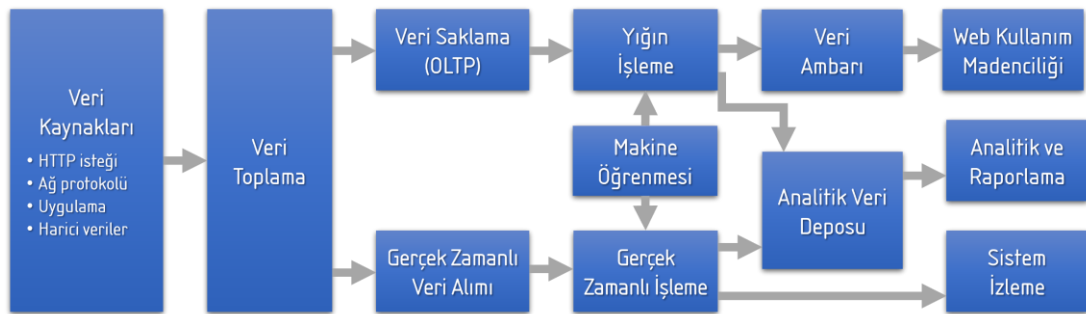 Veri
Kaynakları
• HTTP isteği
• Ağ protokolü
• Uygulama
• Harici veriler
Veri
Toplama
Veri Saklama
(OLTP)
Yığın
İşleme
Veri
Ambarı
Web Kullanım
Madenciliği
Makine
Öğrenmesi
Analitik Veri
Deposu
Analitik ve
Raporlama
Gerçek Zamanlı
Veri Alımı
Gerçek
Zamanlı İşleme
Sistem
İzleme